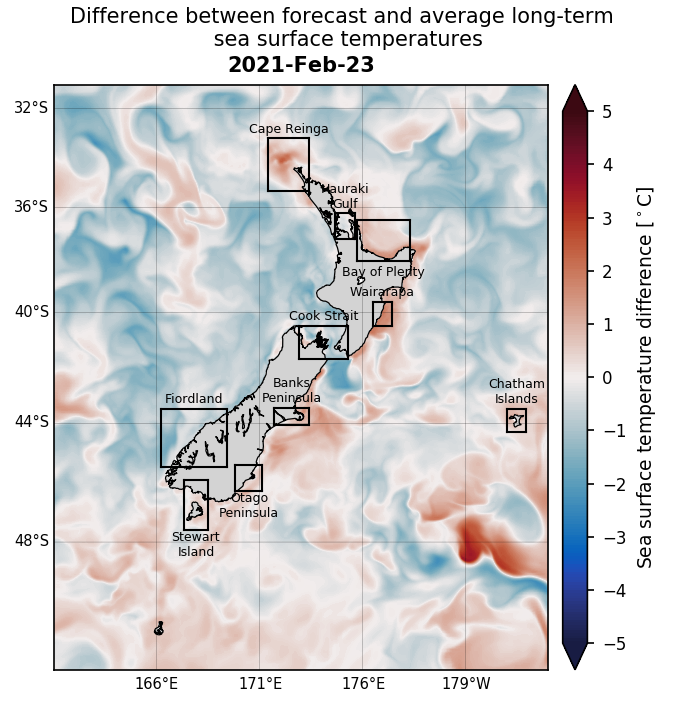 Difference between forecast and average long-term
sea surface temperatures
2021-Feb-23
32°S
36°S
40°S
44°S
48°S
166°E
171°E
176°E
179°W
Cape Reinga
Hauraki
Gulf
Bay of Plenty
Wairarapa
Cook Strait
Banks
Peninsula
Fiordland
Chatham
Islands
Otago
Peninsula
Stewart
Island
5
4
3
2
1
0
−1
−2
−3
−4
−5
Sea surface temperature difference [°C]